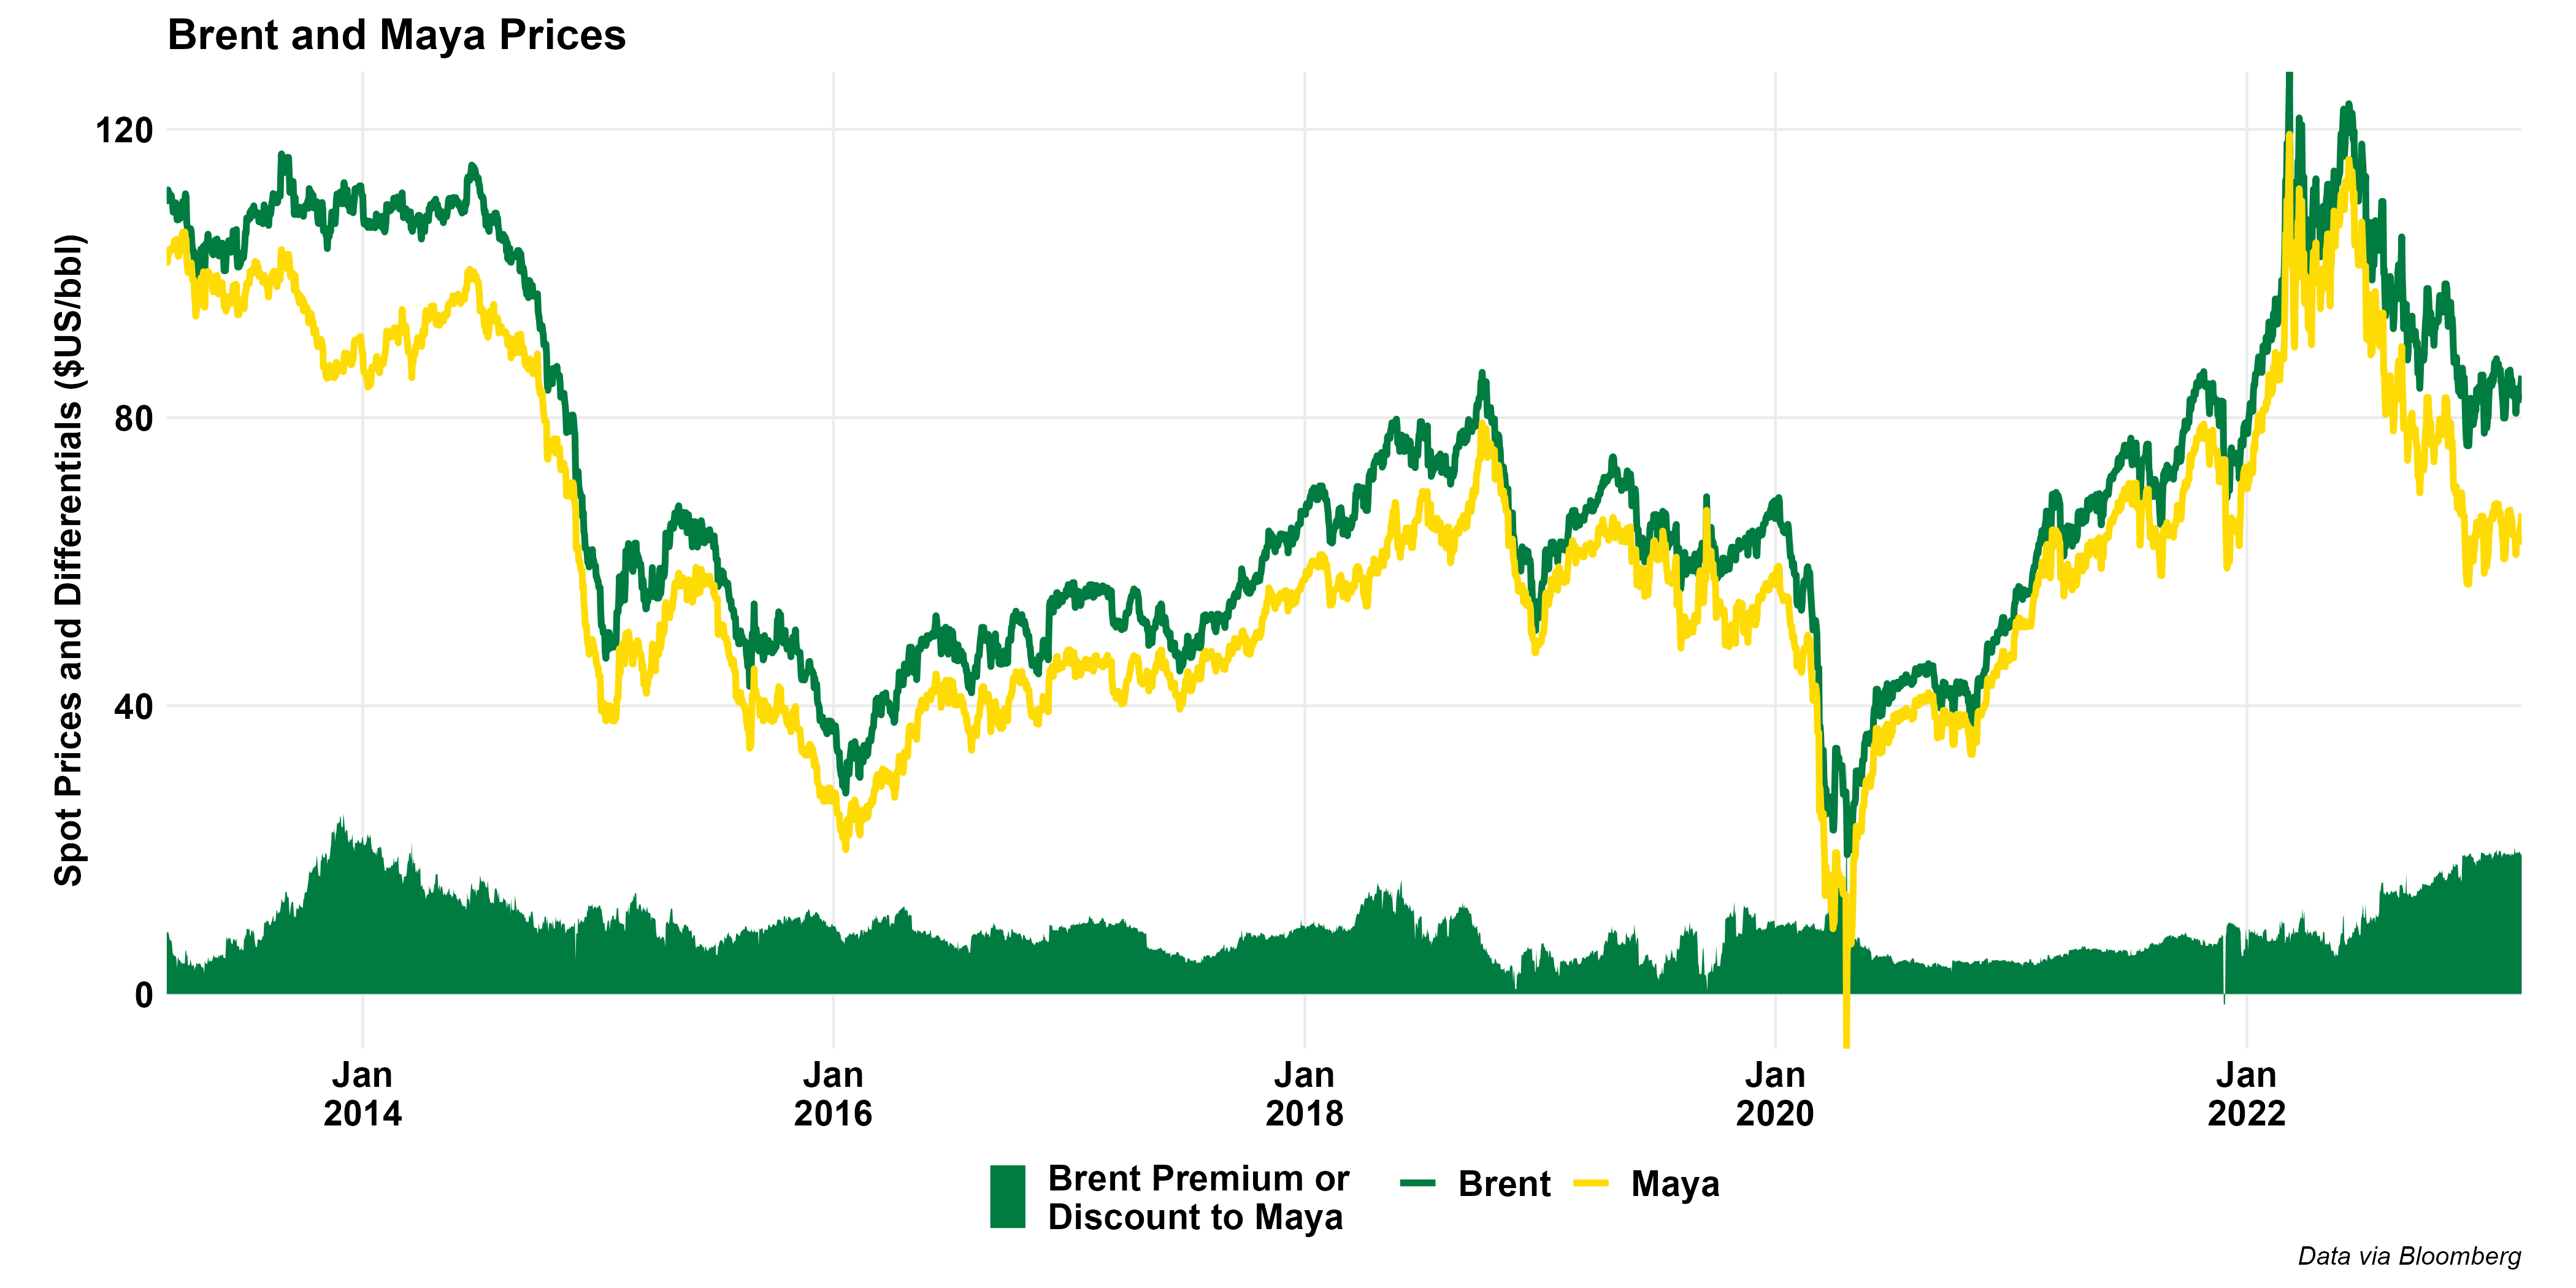 Brent and Maya Prices
Spot Prices and Differentials ($US/bbl)
120
80
40
0
Jan
2014
Jan
2016
Jan
2018
Jan
2020
Jan
2022
Brent Premium or
Discount to Maya
Brent
Maya
Data via Bloomberg